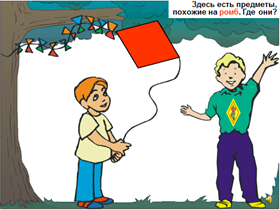 Здесь есть предметы,
похожие на ромб. Где они?